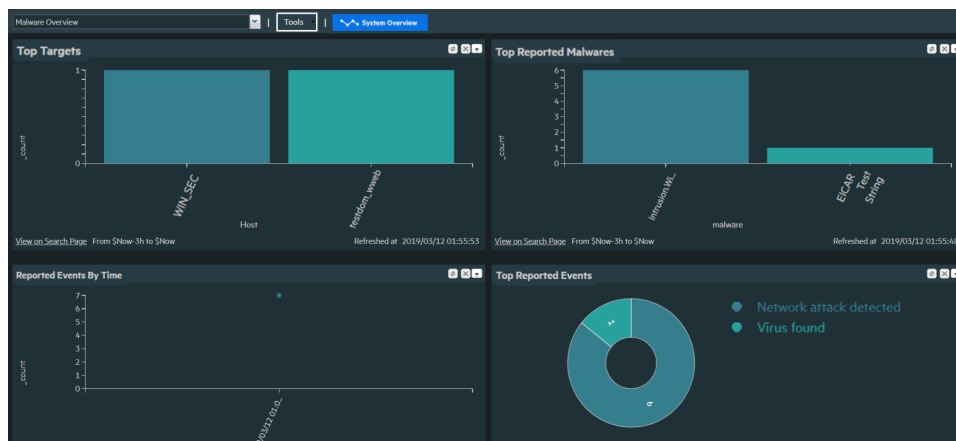 Malware Overview | Tools | System Overview
Top Targets
1
0
_count
WIN_SEC
testdom_wweb
Host
View on Search Page From $Now-3h to $Now Refreshed at 2019/03/12 01:55:53
Top Reported Malwares
6
5
4
3
2
1
0
_count
Intrusion.Wi...
EICAR
Test
String
malware
View on Search Page From $Now-3h to $Now Refreshed at 2019/03/12 01:55:48
Reported Events By Time
7
6
5
4
3
2
1
0
_count
/03/12 01:0...
Top Reported Events
1
6
Network attack detected
Virus found